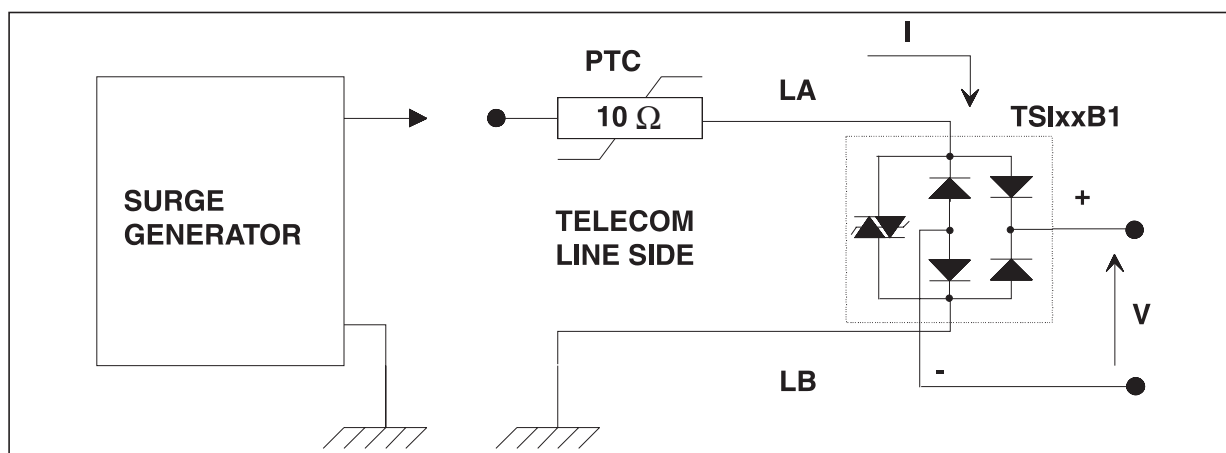 I
PTC
LA
10 Ω
TSIxxB1
SURGE
GENERATOR
+
TELECOM
LINE SIDE
V
-
LB